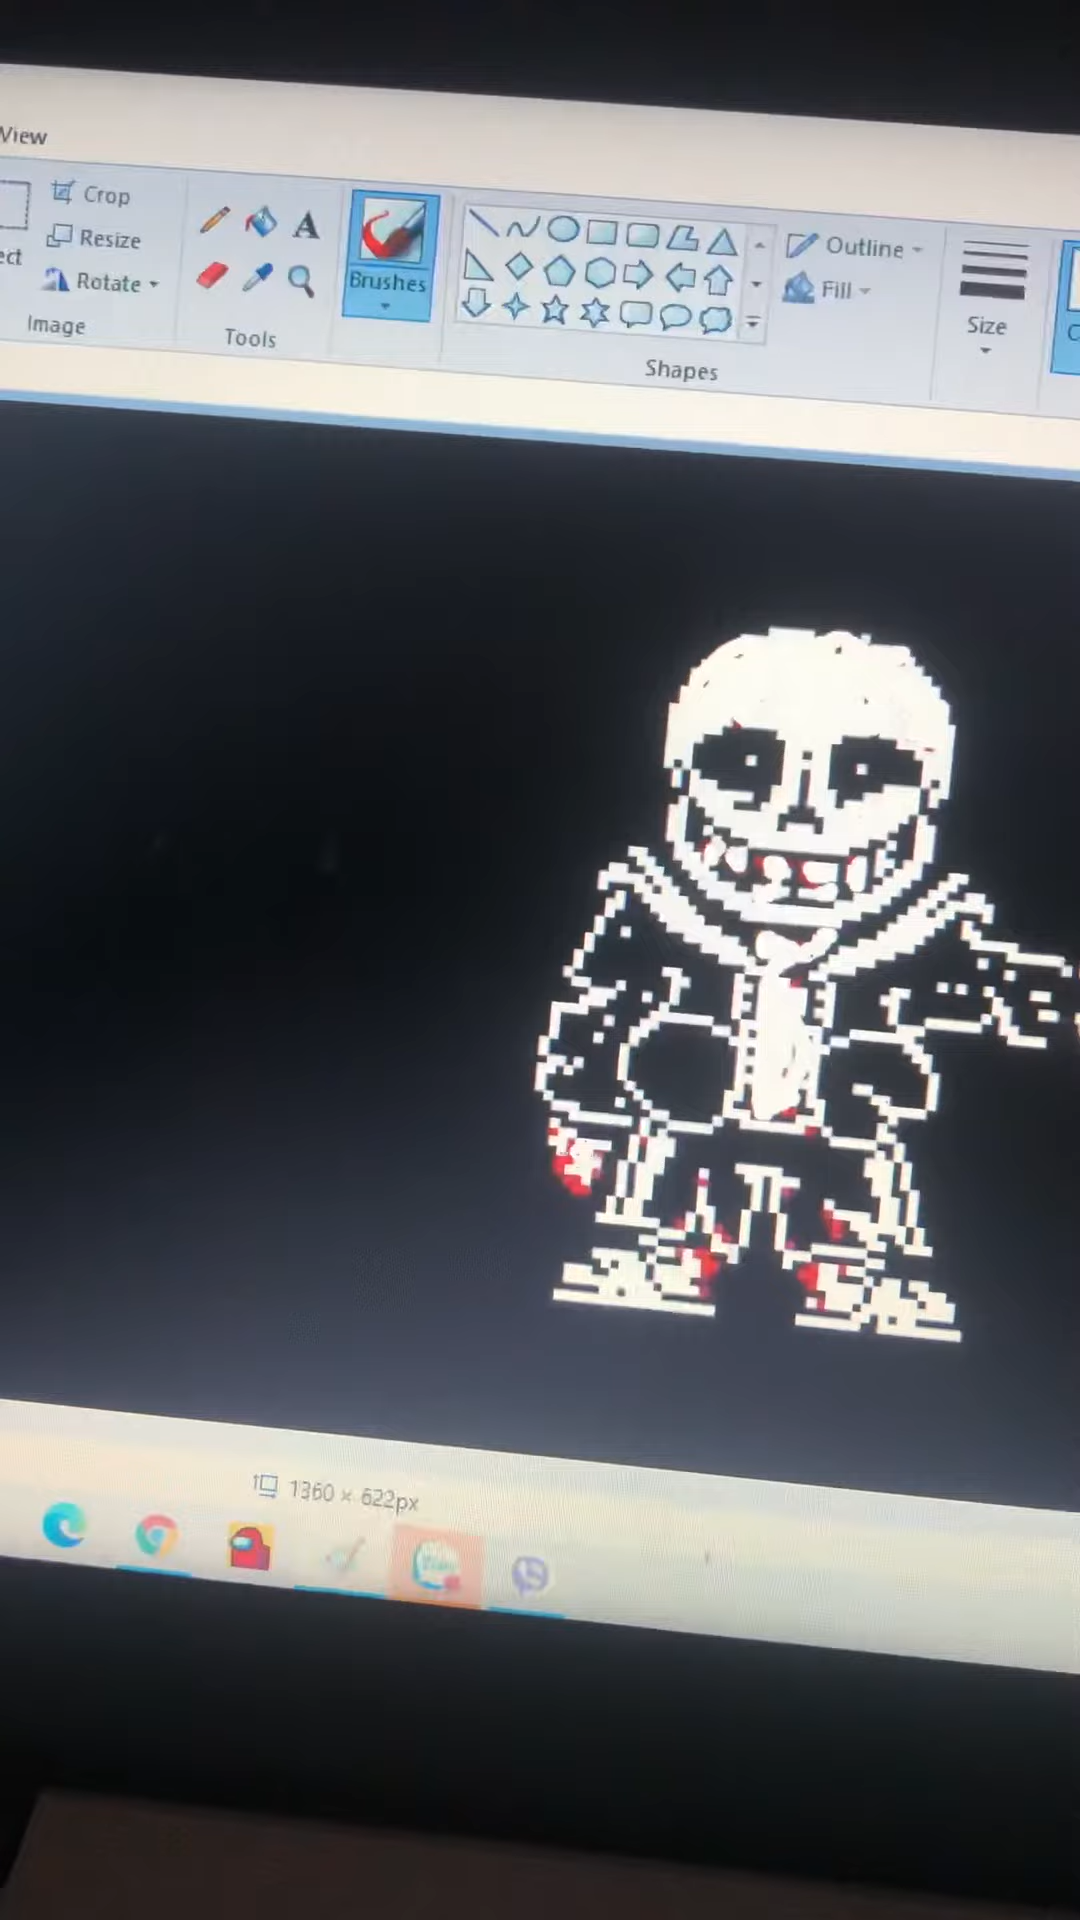 View
Crop
Resize
Rotate
Image
A
Tools
Brushes
Shapes
Outline
Fill
Size
1360 × 622px